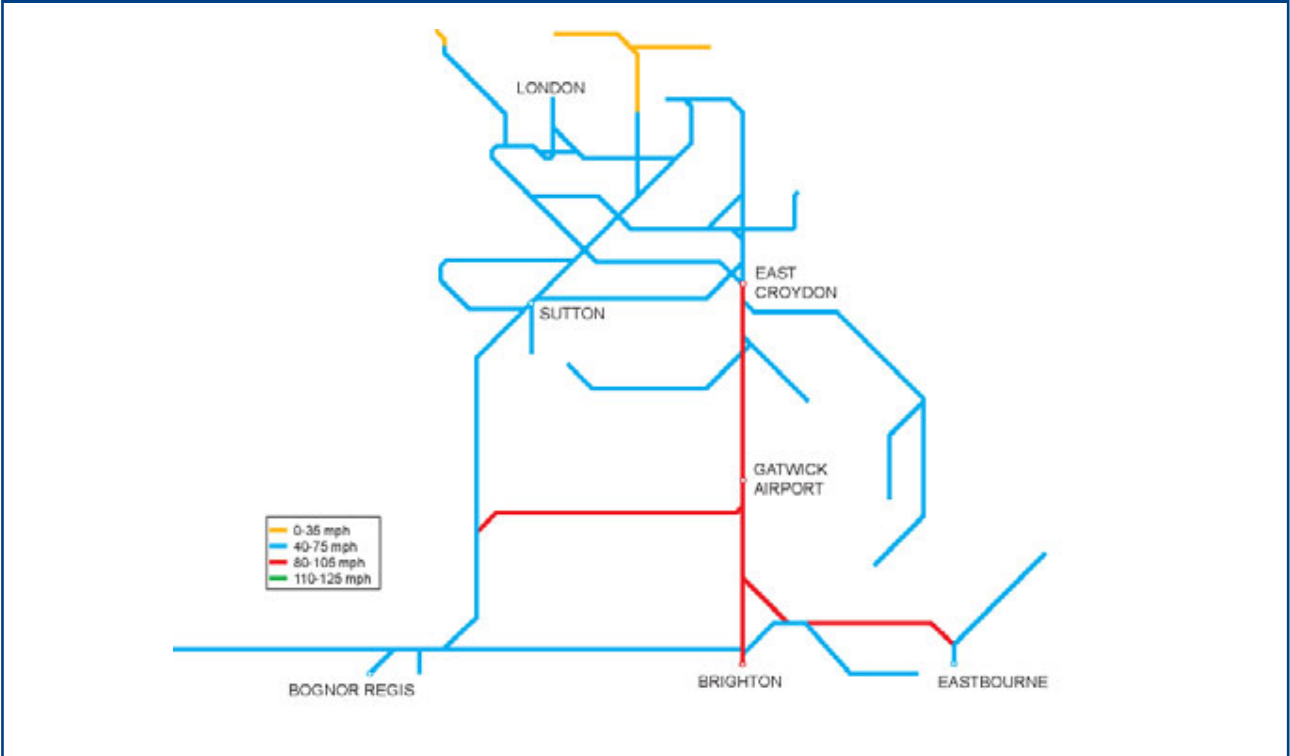 LONDON
EAST
CROYDON
SUTTON
GATWICK
AIRPORT
0-35 mph
40-75 mph
80-105 mph
110-125 mph
BOGNOR REGIS
BRIGHTON
EASTBOURNE